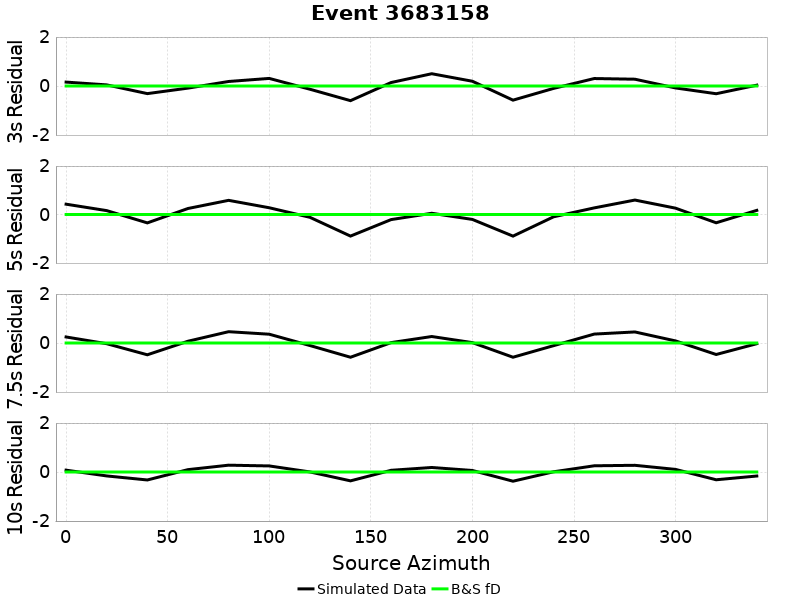 Event 3683158
3s Residual
2
0
-2
5s Residual
2
0
-2
7.5s Residual
2
0
-2
10s Residual
2
0
-2
0 50 100 150 200 250 300
Source Azimuth
Simulated Data B&S fD